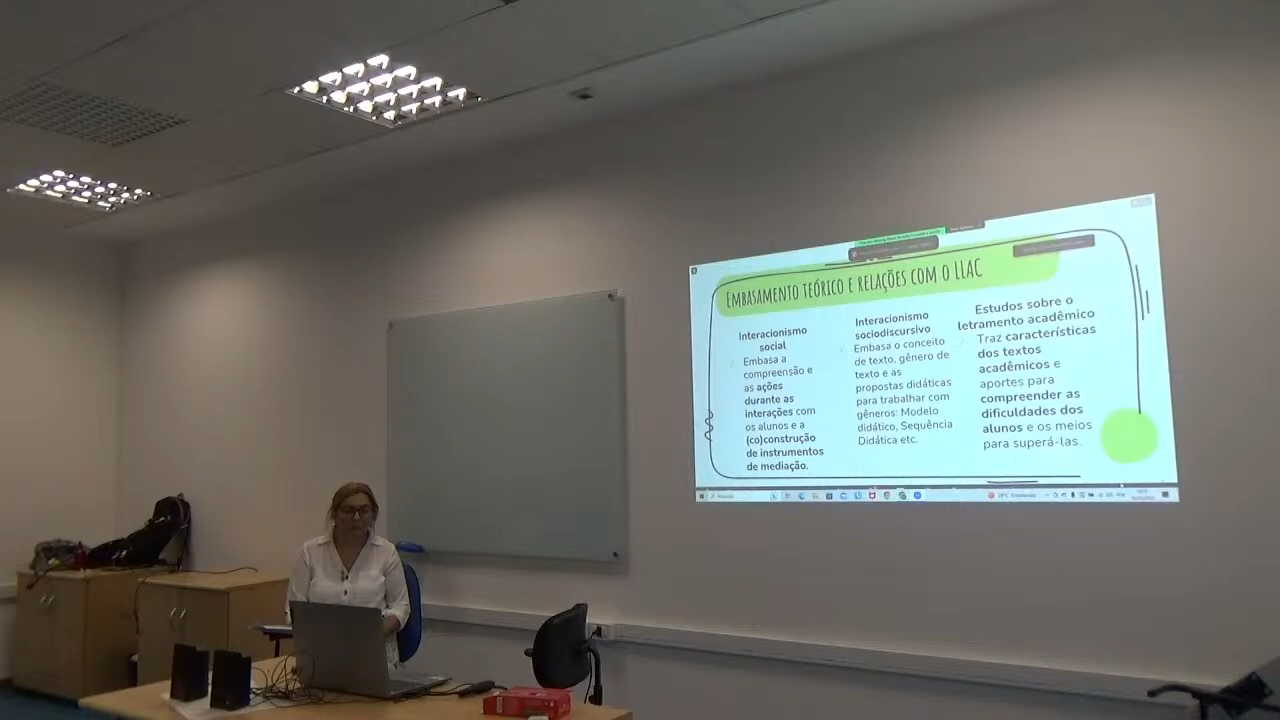 EMBASAMENTO TEÓRICO E RELAÇÕES COM O LLAC
Interacionismo
social
Embasa a
compreensão e
as ações
durante as
interações com
os alunos e a
(co)construção
de instrumentos
de mediação.
Interacionismo
sociodiscursivo
Embasa o conceito
de texto, gênero de
texto e as
propostas didáticas
para trabalhar com
gêneros: Modelo
didático, Sequência
Didática etc.
Estudos sobre o
letramento acadêmico
Traz características
dos textos
acadêmicos e
aportes para
compreender as
dificuldades dos
alunos e os meios
para superá-las.